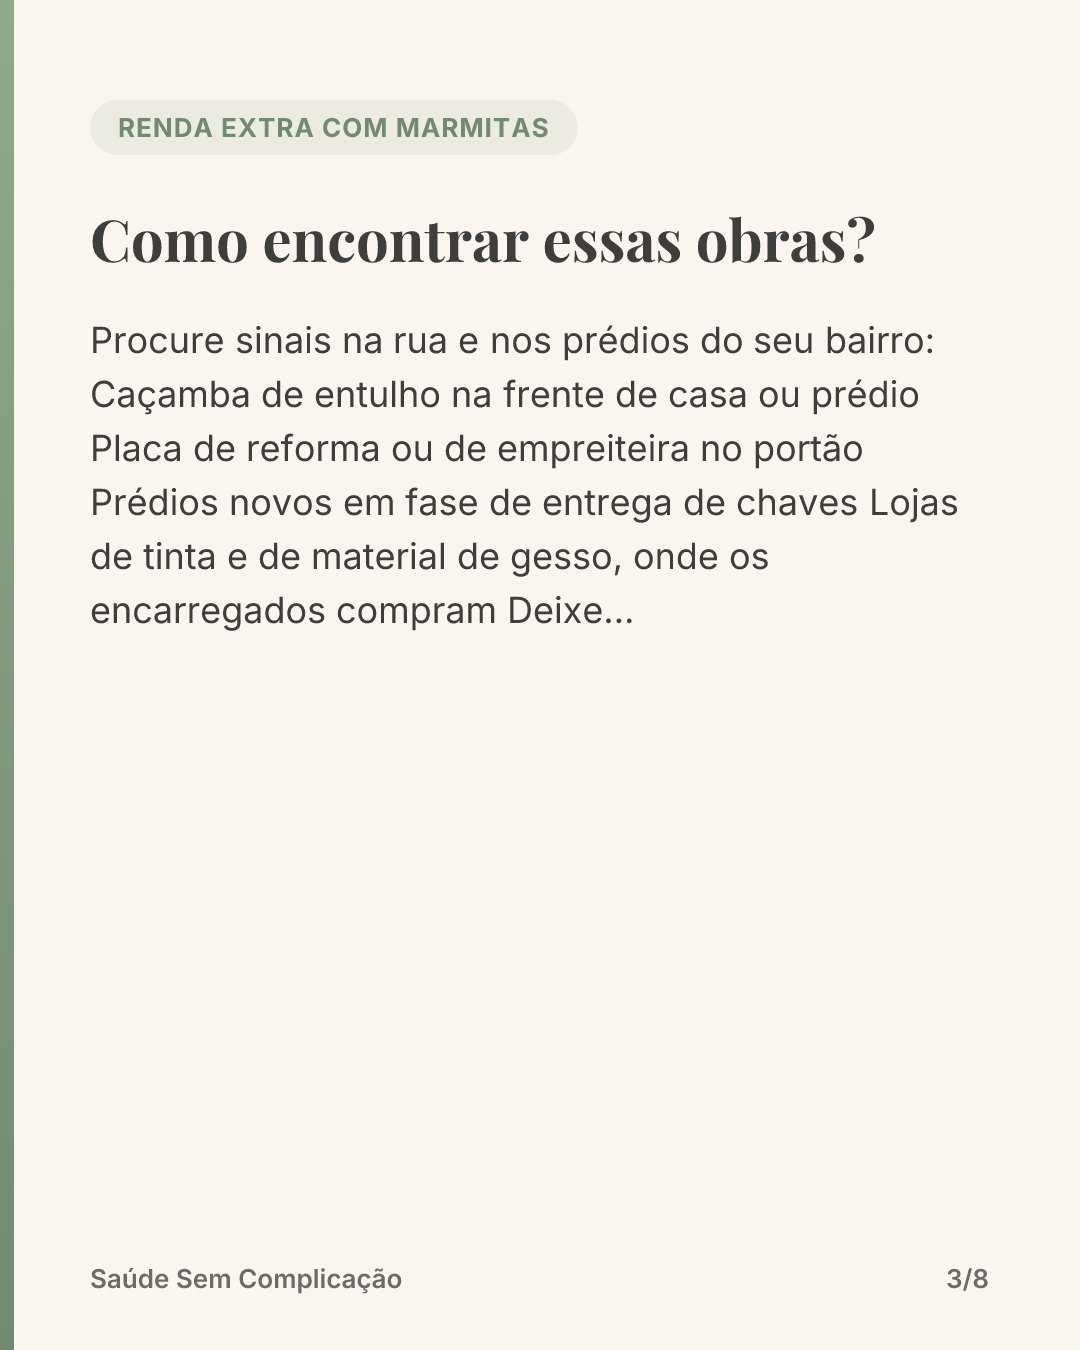 RENDA EXTRA COM MARMITAS
Como encontrar essas obras?
Procure sinais na rua e nos prédios do seu bairro:
Caçamba de entulho na frente de casa ou prédio
Placa de reforma ou de empreiteira no portão
Prédios novos em fase de entrega de chaves Lojas
de tinta e de material de gesso, onde os
encarregados compram Deixe...
Saúde Sem Complicação
3/8